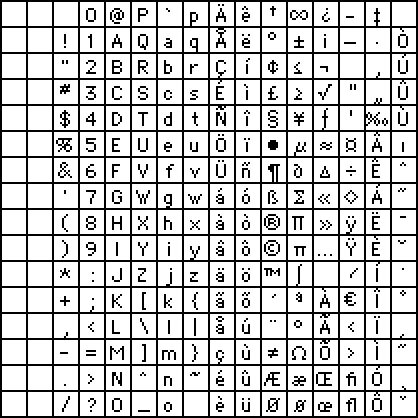 0 @ P ` p Ä ê † ∞ ¿ – ‡
! 1 A Q a q Å ë ° ± ¡ — · Ò
" 2 B R b r Ç í ¢ ≤ ¬ ‚ Ú
# 3 C S c s É ì £ ≥ √ " „ Û
$ 4 D T d t Ñ î § ¥ ƒ ' ‰ Ù
% 5 E U e u Ö ï • µ ≈ ¤ Â ı
& 6 F V f v Ü ñ ¶ ∂ ∆ ÷ Ê ˆ
' 7 G W g w á ó ß ∑ « ◊ Á ˜
( 8 H X h x à ò ® ∏ » ÿ Ë ¯
) 9 I Y i y â ô © π … Ÿ È ˘
* : J Z j z ä ö ™ ∫ ⁄ Í ˙
+ ; K [ k { ã õ ´ ª À € Î ˚
, < L \ l | å ú ¨ º Ã ‹ Ï ¸
- = M ] m } ç ù ≠ Ω Õ › Ì ˝
. > N ^ n ~ é û Æ æ Œ ﬁ Ó ˛
/ ? O _ o è ü Ø ø œ ﬂ Ô ˇ